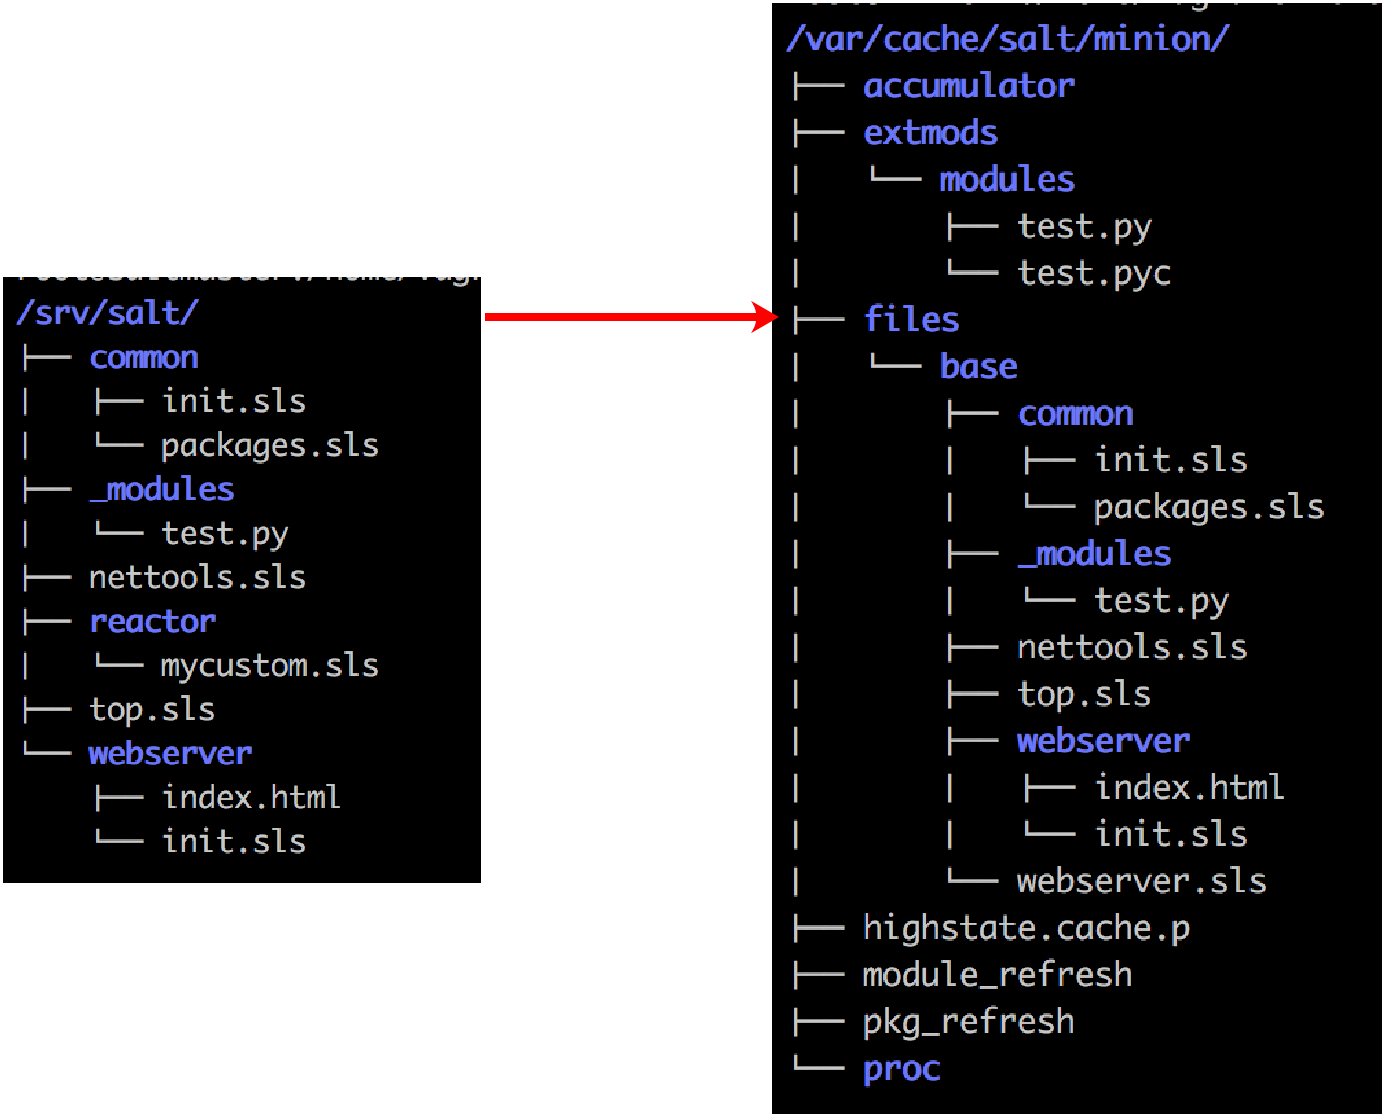 /srv/salt/
├── common
│   ├── init.sls
│   └── packages.sls
├── _modules
│   └── test.py
├── nettools.sls
├── reactor
│   └── mycustom.sls
├── top.sls
└── webserver
    ├── index.html
    └── init.sls
/var/cache/salt/minion/
├── accumulator
├── extmods
│   └── modules
│       ├── test.py
│       └── test.pyc
├── files
│   └── base
│       ├── common
│       │   ├── init.sls
│       │   └── packages.sls
│       ├── _modules
│       │   └── test.py
│       ├── nettools.sls
│       ├── top.sls
│       ├── webserver
│       │   ├── index.html
│       │   └── init.sls
│       └── webserver.sls
├── highstate.cache.p
├── module_refresh
├── pkg_refresh
└── proc